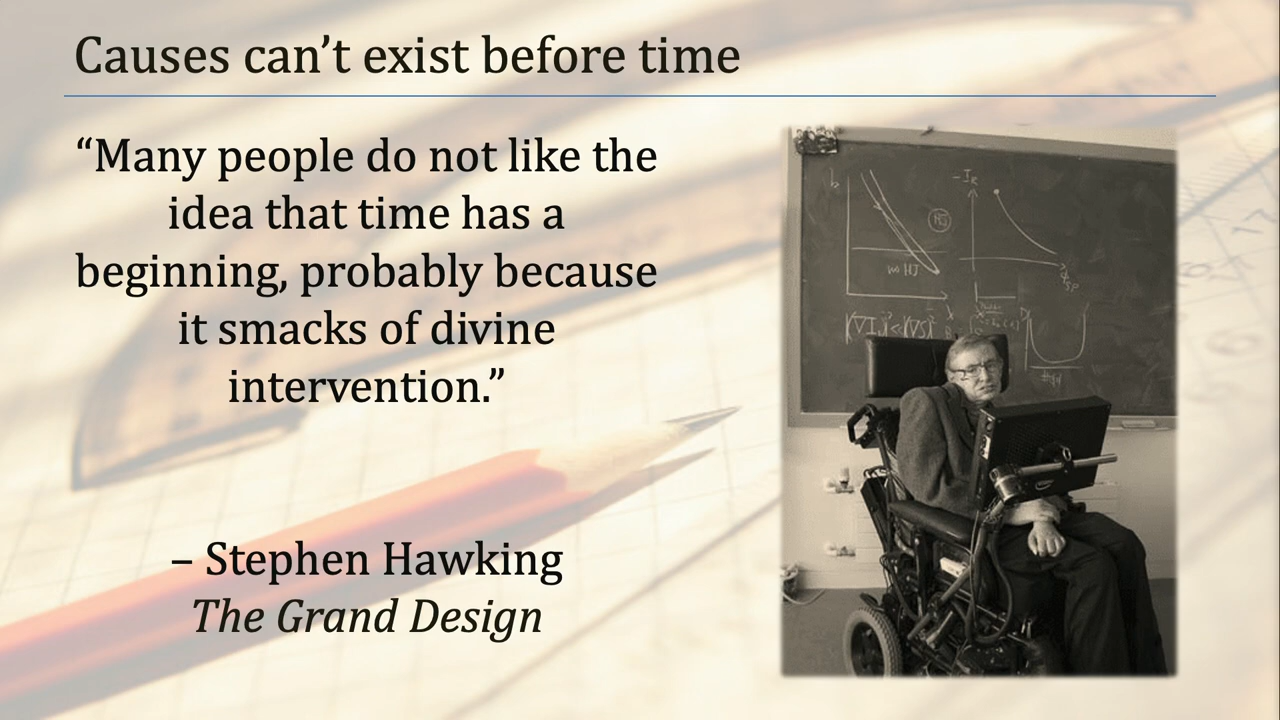 Causes can’t exist before time
“Many people do not like the
idea that time has a
beginning, probably because
it smacks of divine
intervention.”
– Stephen Hawking
The Grand Design